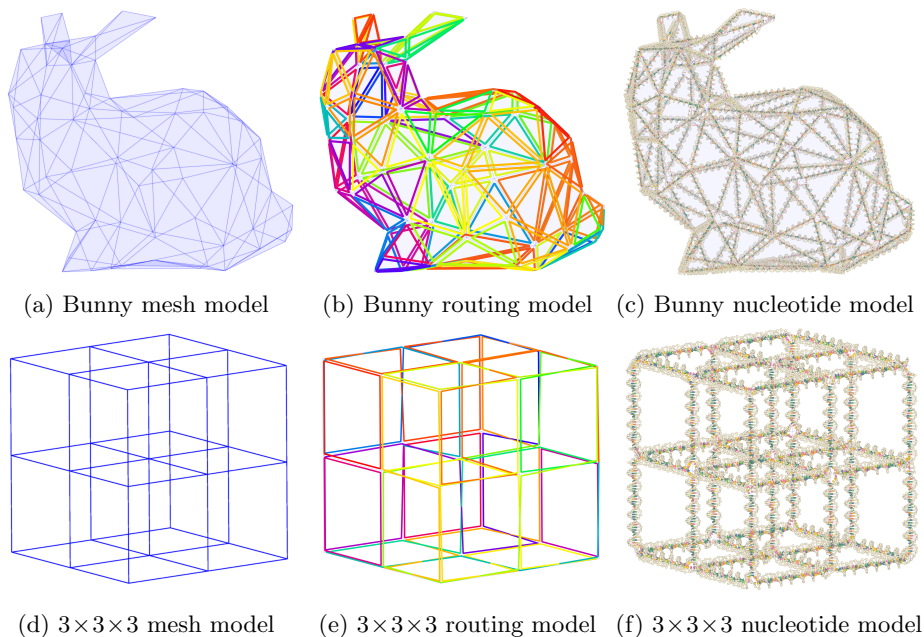 (a) Bunny mesh model
(b) Bunny routing model
(c) Bunny nucleotide model
(d) 3×3×3 mesh model
(e) 3×3×3 routing model
(f) 3×3×3 nucleotide model